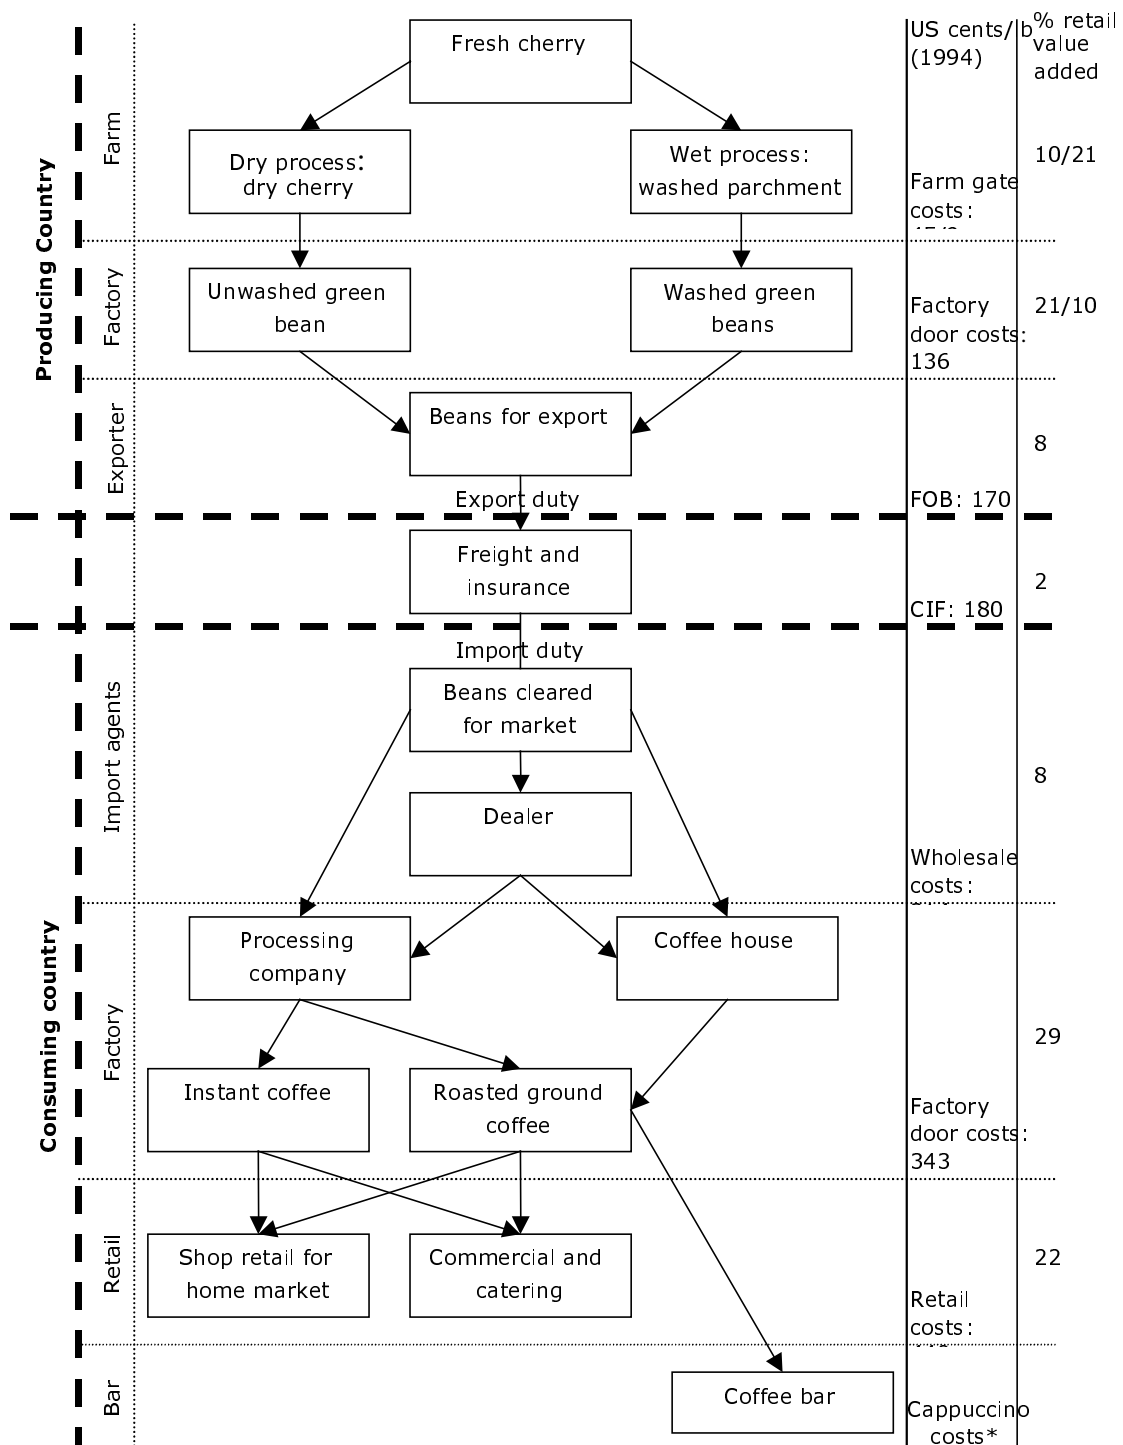 US cents/ b
(1994)
% retail
value
added
Fresh cherry
Producing Country
Farm
Dry process:
dry cherry
Wet process:
washed parchment
10/21
Farm gate
costs:
Factory
Unwashed green
bean
Washed green
beans
Factory
door costs:
136
21/10
Exporter
Beans for export
8
Export duty
FOB: 170
Freight and
insurance
2
CIF: 180
Import duty
Consuming country
Import agents
Beans cleared
for market
8
Dealer
Wholesale
costs:
Factory
Processing
company
Coffee house
29
Instant coffee
Roasted ground
coffee
Factory
door costs:
343
Retail
Shop retail for
home market
Commercial and
catering
22
Retail
costs:
Bar
Coffee bar
Cappuccino
costs*